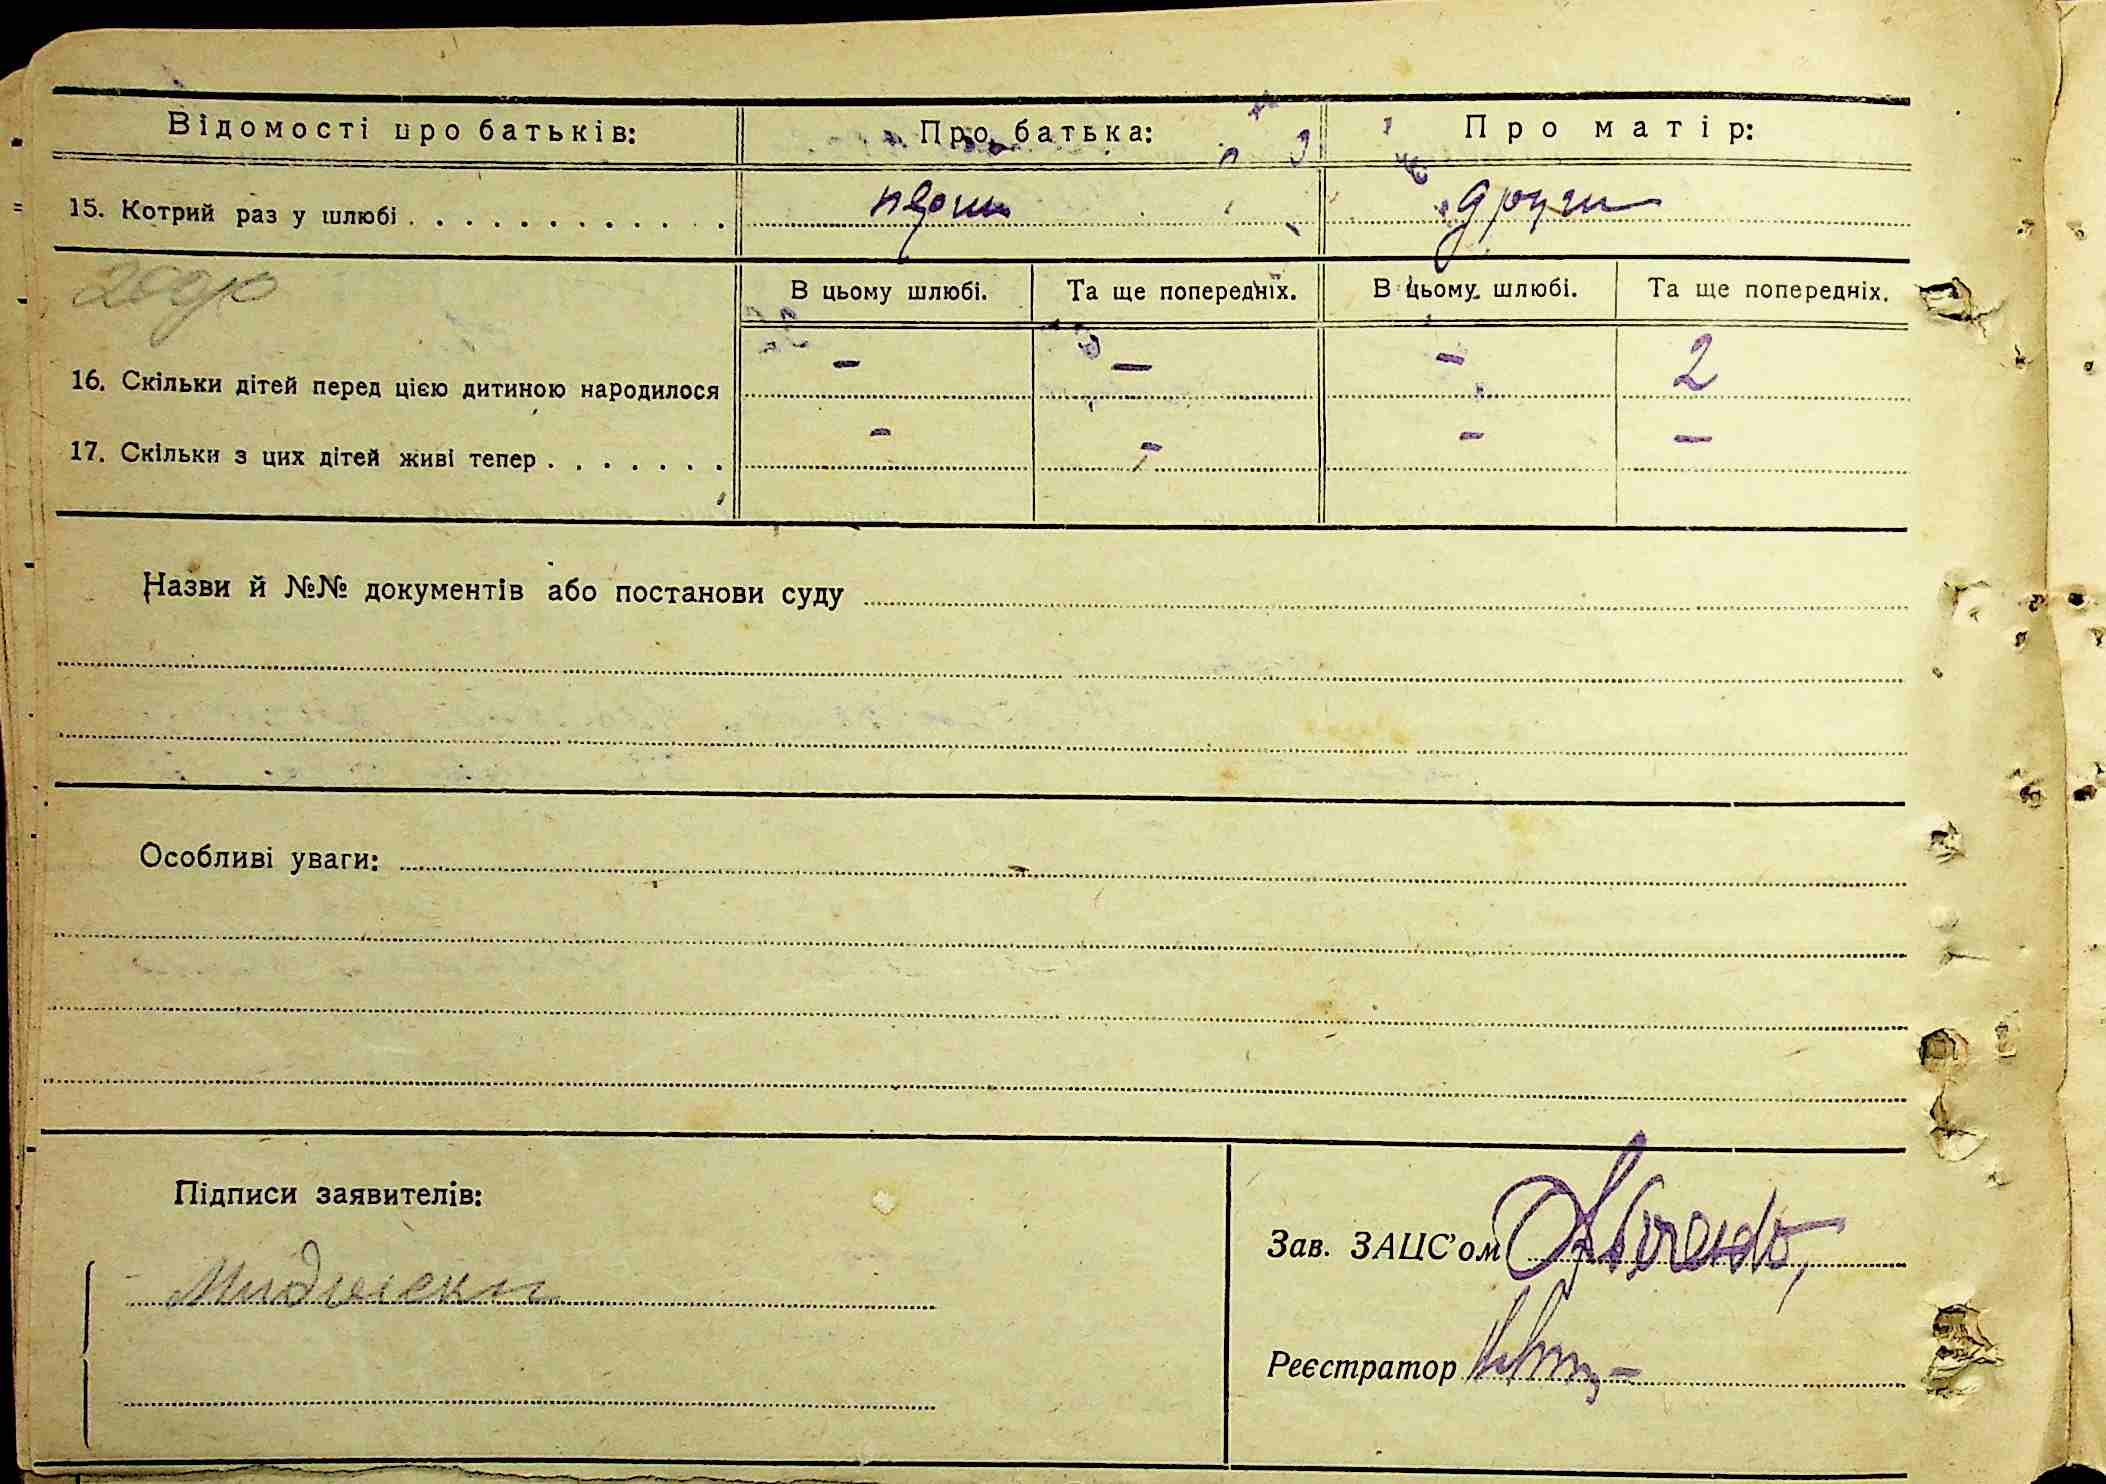 Відомості про батьків: Про батька: Про матір:
15. Котрий раз у шлюбі . . . . . . . . . . . . перши други
В цьому шлюбі. Та ще попередніх. В цьому шлюбі. Та ще попередніх.
16. Скільки дітей перед цією дитиною народилося – – – 2
17. Скільки з цих дітей живі тепер . . . . . . . – – – –
Назви й №№ документів або постанови суду
Особливі уваги:
Підписи заявителів:
Зав. ЗАЦС'ом
Реєстратор